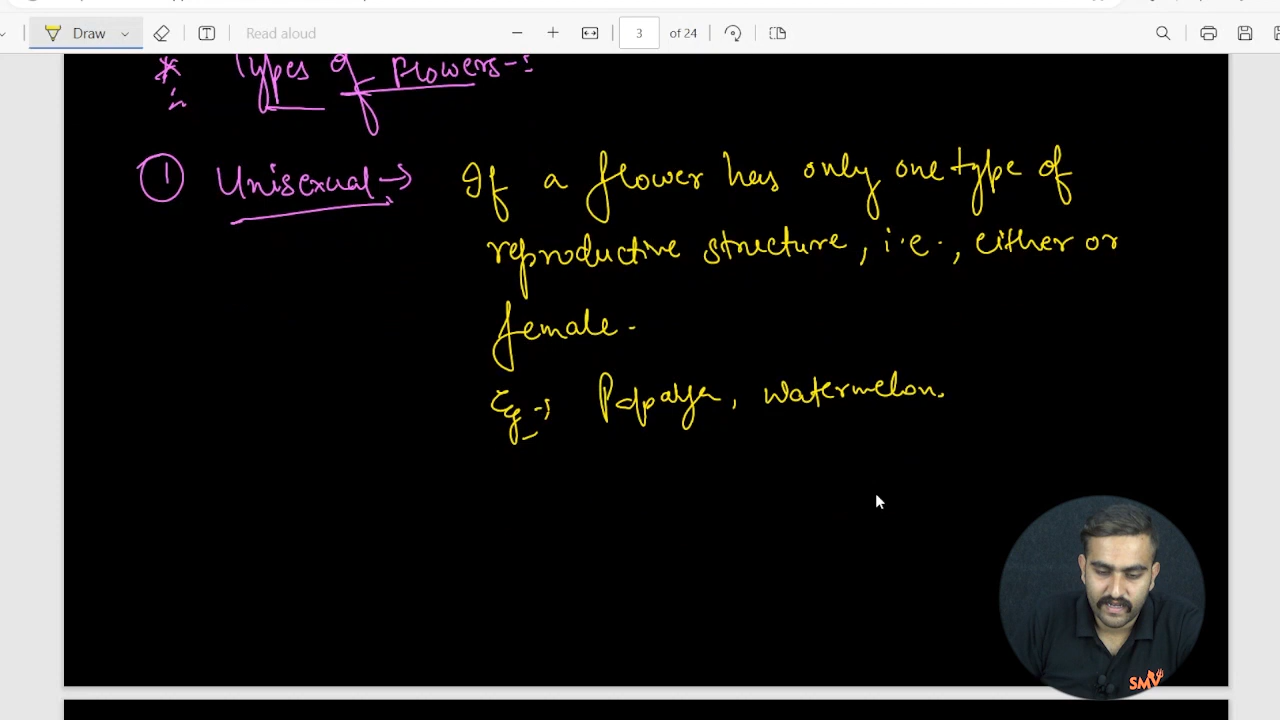 Draw
Read aloud
3 of 24
* Types of Flowers-:
① Unisexual → If a flower has only one type of
reproductive structure, i.e., either or
female.
Eg -: Papaya, Watermelon.
SMV